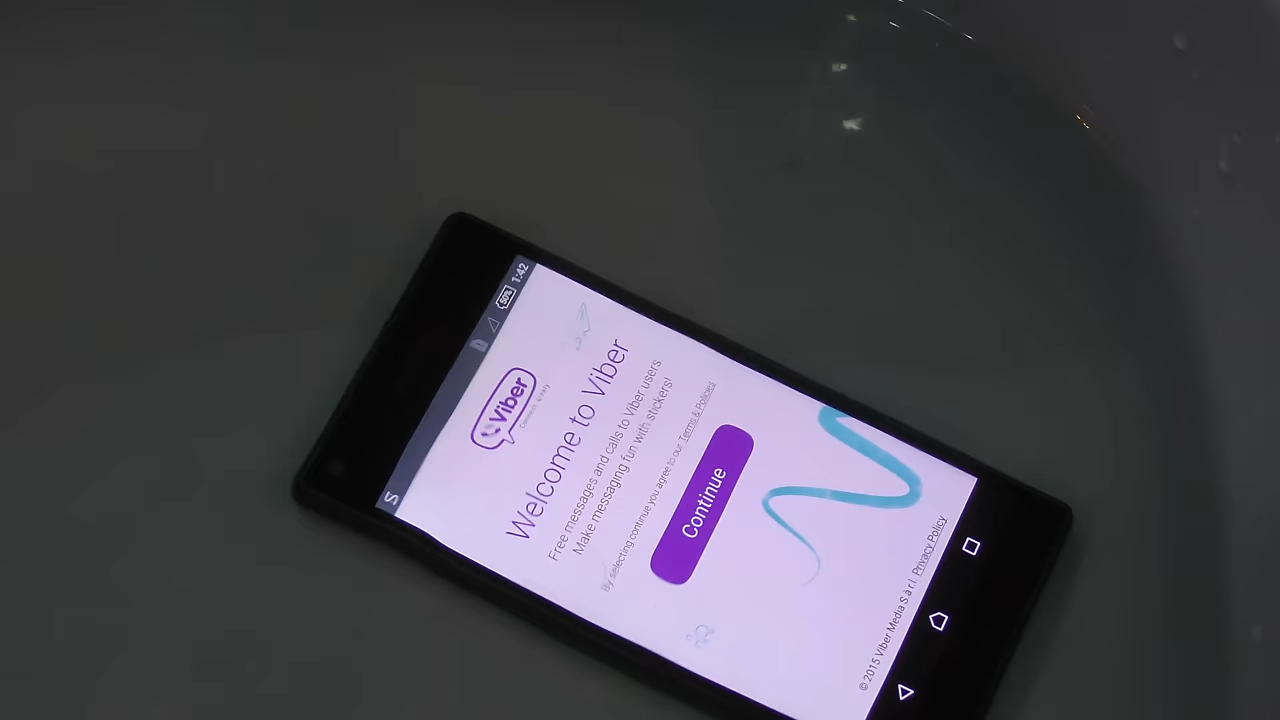 50%
1:42
Viber
Welcome to Viber
Free messages and calls to Viber users
Make messaging fun with stickers!
By selecting continue you agree to our Terms & Policies
Continue
© 2015 Viber Media S.à r.l. Privacy Policy